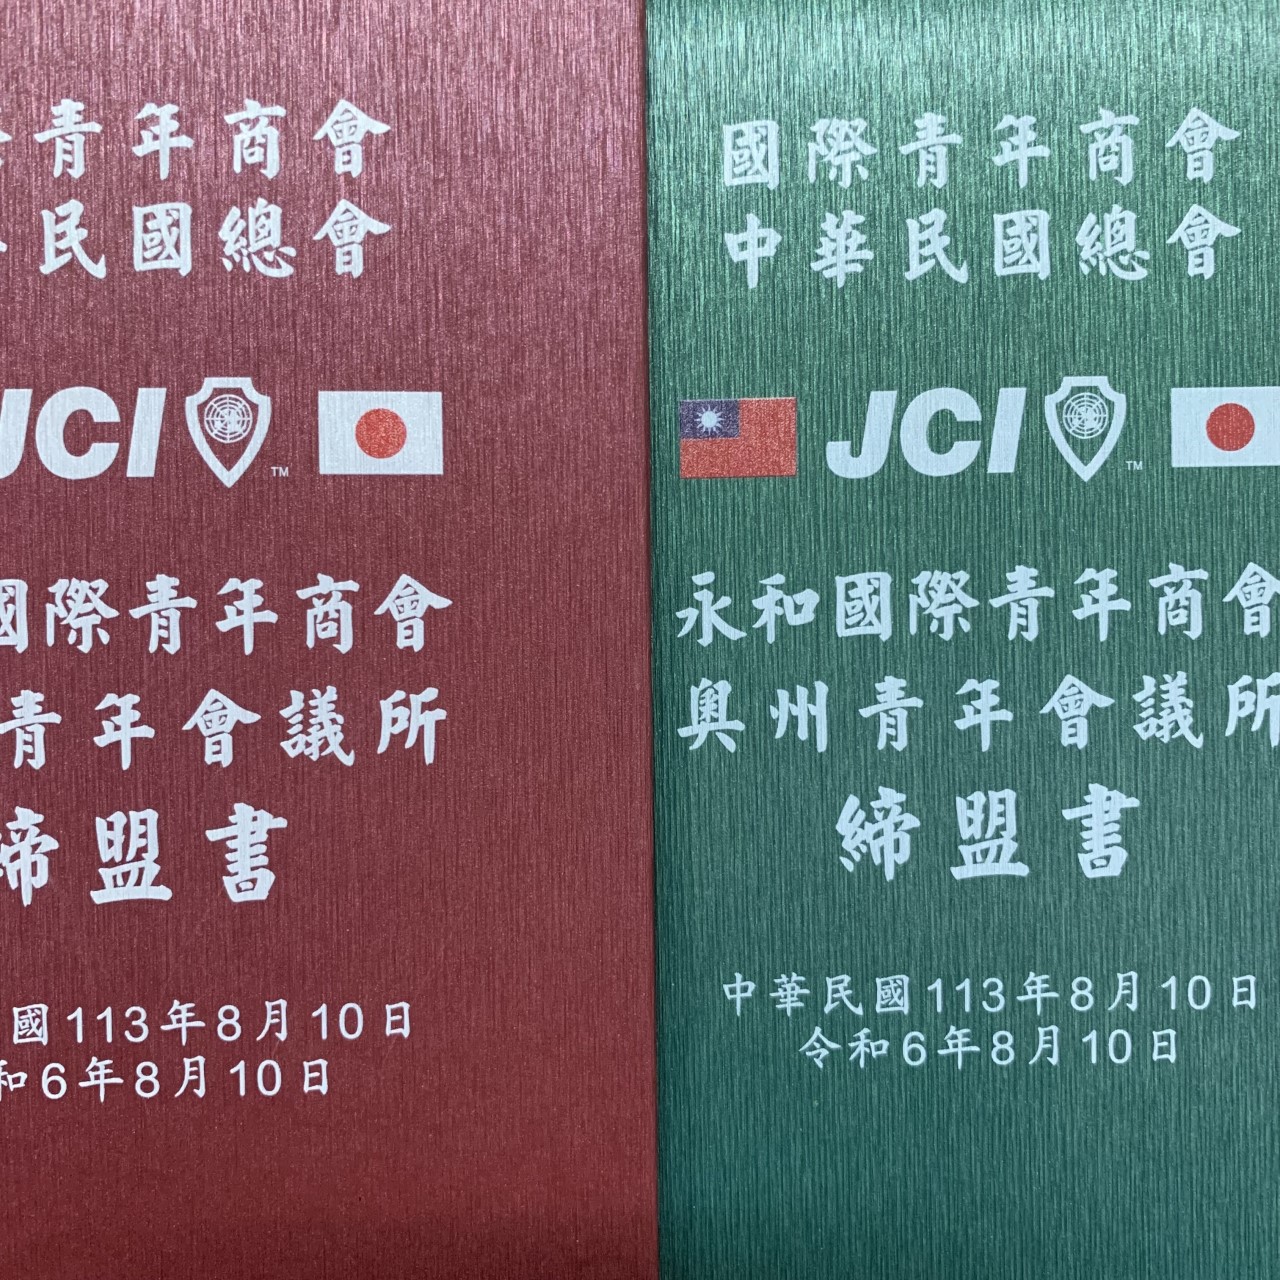 青年商會
民國總會
JCI
TM
國際青年商會
青年會議所
締盟書
國113年8月10日
和6年8月10日
國際青年商會
中華民國總會
JCI
TM
永和國際青年商會
奧州青年會議所
締盟書
中華民國113年8月10日
令和6年8月10日